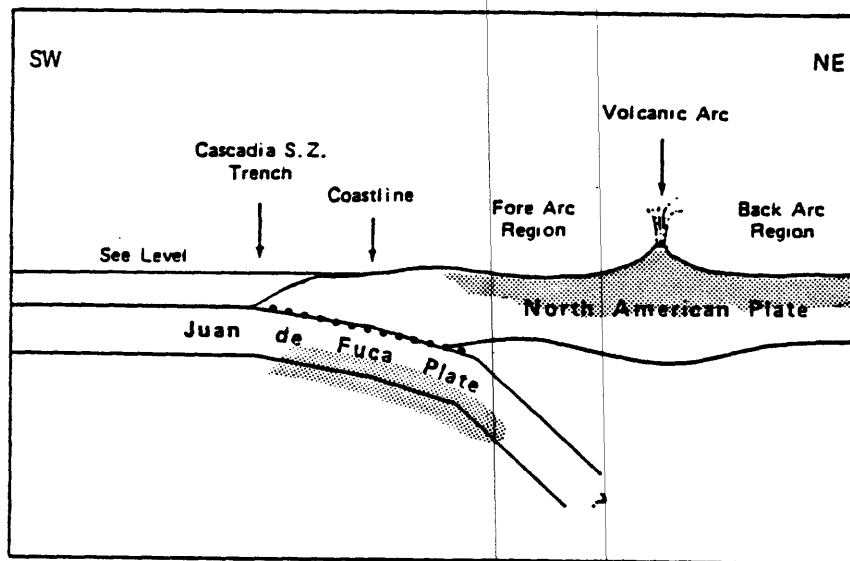 SW
NE
Volcanic Arc
Cascadia S.Z.
Trench
Coastline
Fore Arc
Region
Back Arc
Region
See Level
North American Plate
Juan de Fuca Plate
?